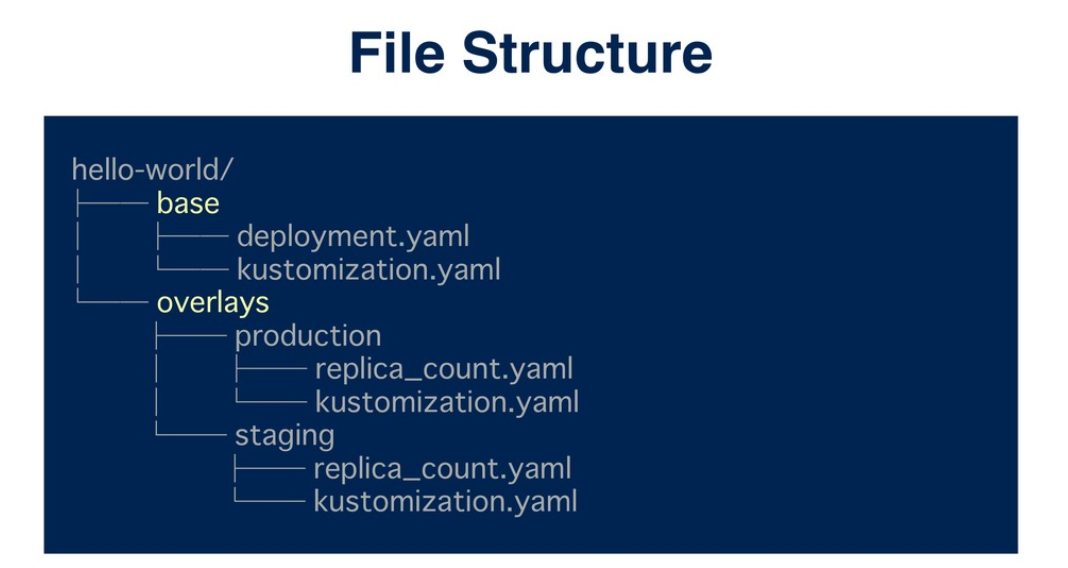 File Structure
hello-world/
├── base
│   ├── deployment.yaml
│   └── kustomization.yaml
└── overlays
    ├── production
    │   ├── replica_count.yaml
    │   └── kustomization.yaml
    └── staging
        ├── replica_count.yaml
        └── kustomization.yaml